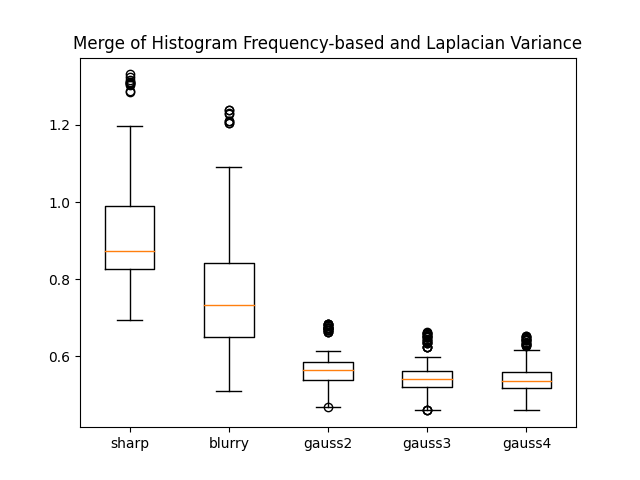 Merge of Histogram Frequency-based and Laplacian Variance
1.2
1.0
0.8
0.6
sharp blurry gauss2 gauss3 gauss4